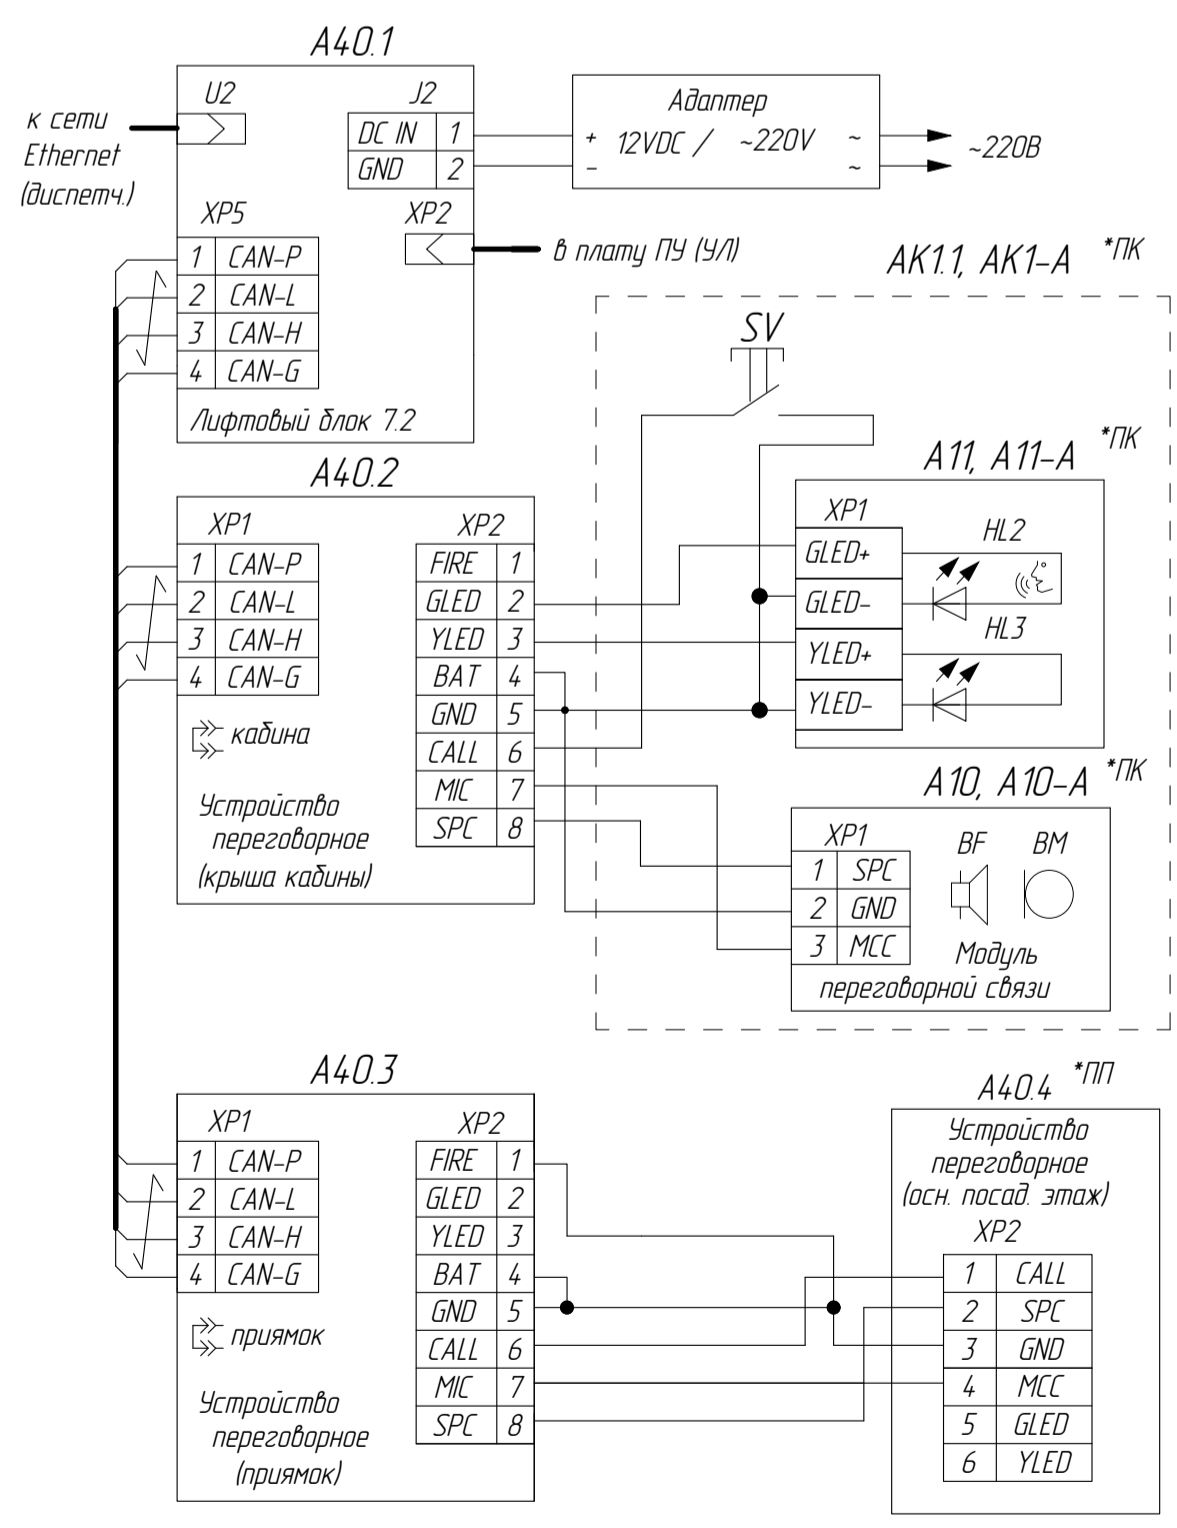 А40.1
U2
J2
к сети
Ethernet
(диспетч.)
DC IN 1
GND 2
Адаптер
+ 12VDC / ~220V ~
- ~
~220В
XP5
XP2
в плату ПУ (УЛ)
1 CAN-P
2 CAN-L
3 CAN-H
4 CAN-G
Лифтовый блок 7.2
АК1.1, АК1-А *ПК
SV
А40.2
XP1
1 CAN-P
2 CAN-L
3 CAN-H
4 CAN-G
кабина
Устройство
переговорное
(крыша кабины)
XP2
FIRE 1
GLED 2
YLED 3
BAT 4
GND 5
CALL 6
MIC 7
SPC 8
А11, А11-А *ПК
XP1
GLED+
GLED-
YLED+
YLED-
HL2
HL3
А10, А10-А *ПК
XP1
1 SPC
2 GND
3 MCC
BF BM
Модуль
переговорной связи
А40.3
XP1
1 CAN-P
2 CAN-L
3 CAN-H
4 CAN-G
приямок
Устройство
переговорное
(приямок)
XP2
FIRE 1
GLED 2
YLED 3
BAT 4
GND 5
CALL 6
MIC 7
SPC 8
А40.4 *ПП
Устройство
переговорное
(осн. посад. этаж)
XP2
1 CALL
2 SPC
3 GND
4 MCC
5 GLED
6 YLED